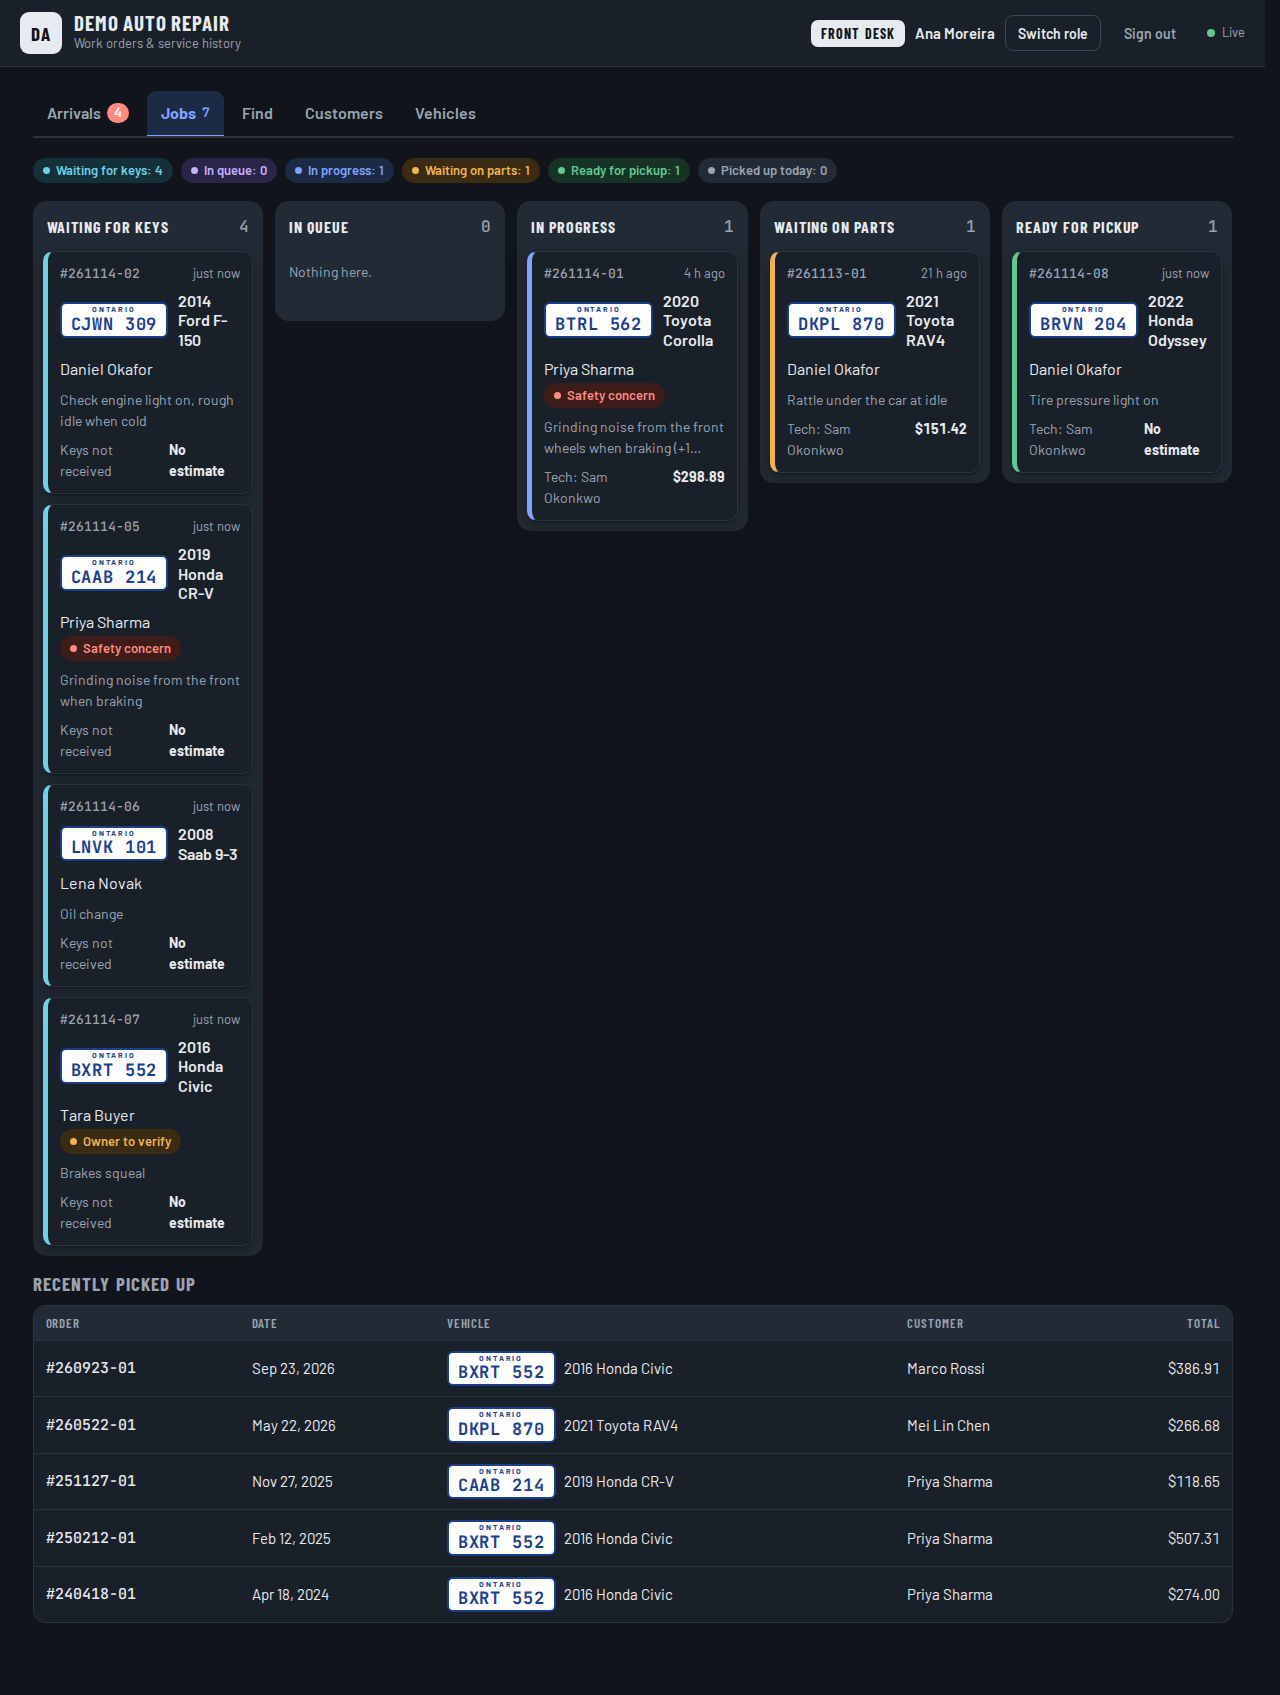 DA
DEMO AUTO REPAIR
Work orders & service history
FRONT DESK
Ana Moreira
Switch role
Sign out
Live
Arrivals 4
Jobs 7
Find
Customers
Vehicles
Waiting for keys: 4
In queue: 0
In progress: 1
Waiting on parts: 1
Ready for pickup: 1
Picked up today: 0
WAITING FOR KEYS 4
#261114-02 just now
ONTARIO
CJWN 309
2014
Ford F-
150
Daniel Okafor
Check engine light on, rough
idle when cold
Keys not
received
No
estimate
#261114-05 just now
ONTARIO
CAAB 214
2019
Honda
CR-V
Priya Sharma
Safety concern
Grinding noise from the front
when braking
Keys not
received
No
estimate
#261114-06 just now
ONTARIO
LNVK 101
2008
Saab 9-3
Lena Novak
Oil change
Keys not
received
No
estimate
#261114-07 just now
ONTARIO
BXRT 552
2016
Honda
Civic
Tara Buyer
Owner to verify
Brakes squeal
Keys not
received
No
estimate
IN QUEUE 0
Nothing here.
IN PROGRESS 1
#261114-01 4 h ago
ONTARIO
BTRL 562
2020
Toyota
Corolla
Priya Sharma
Safety concern
Grinding noise from the front
wheels when braking (+1...
Tech: Sam
Okonkwo
$298.89
WAITING ON PARTS 1
#261113-01 21 h ago
ONTARIO
DKPL 870
2021
Toyota
RAV4
Daniel Okafor
Rattle under the car at idle
Tech: Sam
Okonkwo
$151.42
READY FOR PICKUP 1
#261114-08 just now
ONTARIO
BRVN 204
2022
Honda
Odyssey
Daniel Okafor
Tire pressure light on
Tech: Sam
Okonkwo
No
estimate
RECENTLY PICKED UP
ORDER DATE VEHICLE CUSTOMER TOTAL
#260923-01 Sep 23, 2026 ONTARIO BXRT 552 2016 Honda Civic Marco Rossi $386.91
#260522-01 May 22, 2026 ONTARIO DKPL 870 2021 Toyota RAV4 Mei Lin Chen $266.68
#251127-01 Nov 27, 2025 ONTARIO CAAB 214 2019 Honda CR-V Priya Sharma $118.65
#250212-01 Feb 12, 2025 ONTARIO BXRT 552 2016 Honda Civic Priya Sharma $507.31
#240418-01 Apr 18, 2024 ONTARIO BXRT 552 2016 Honda Civic Priya Sharma $274.00